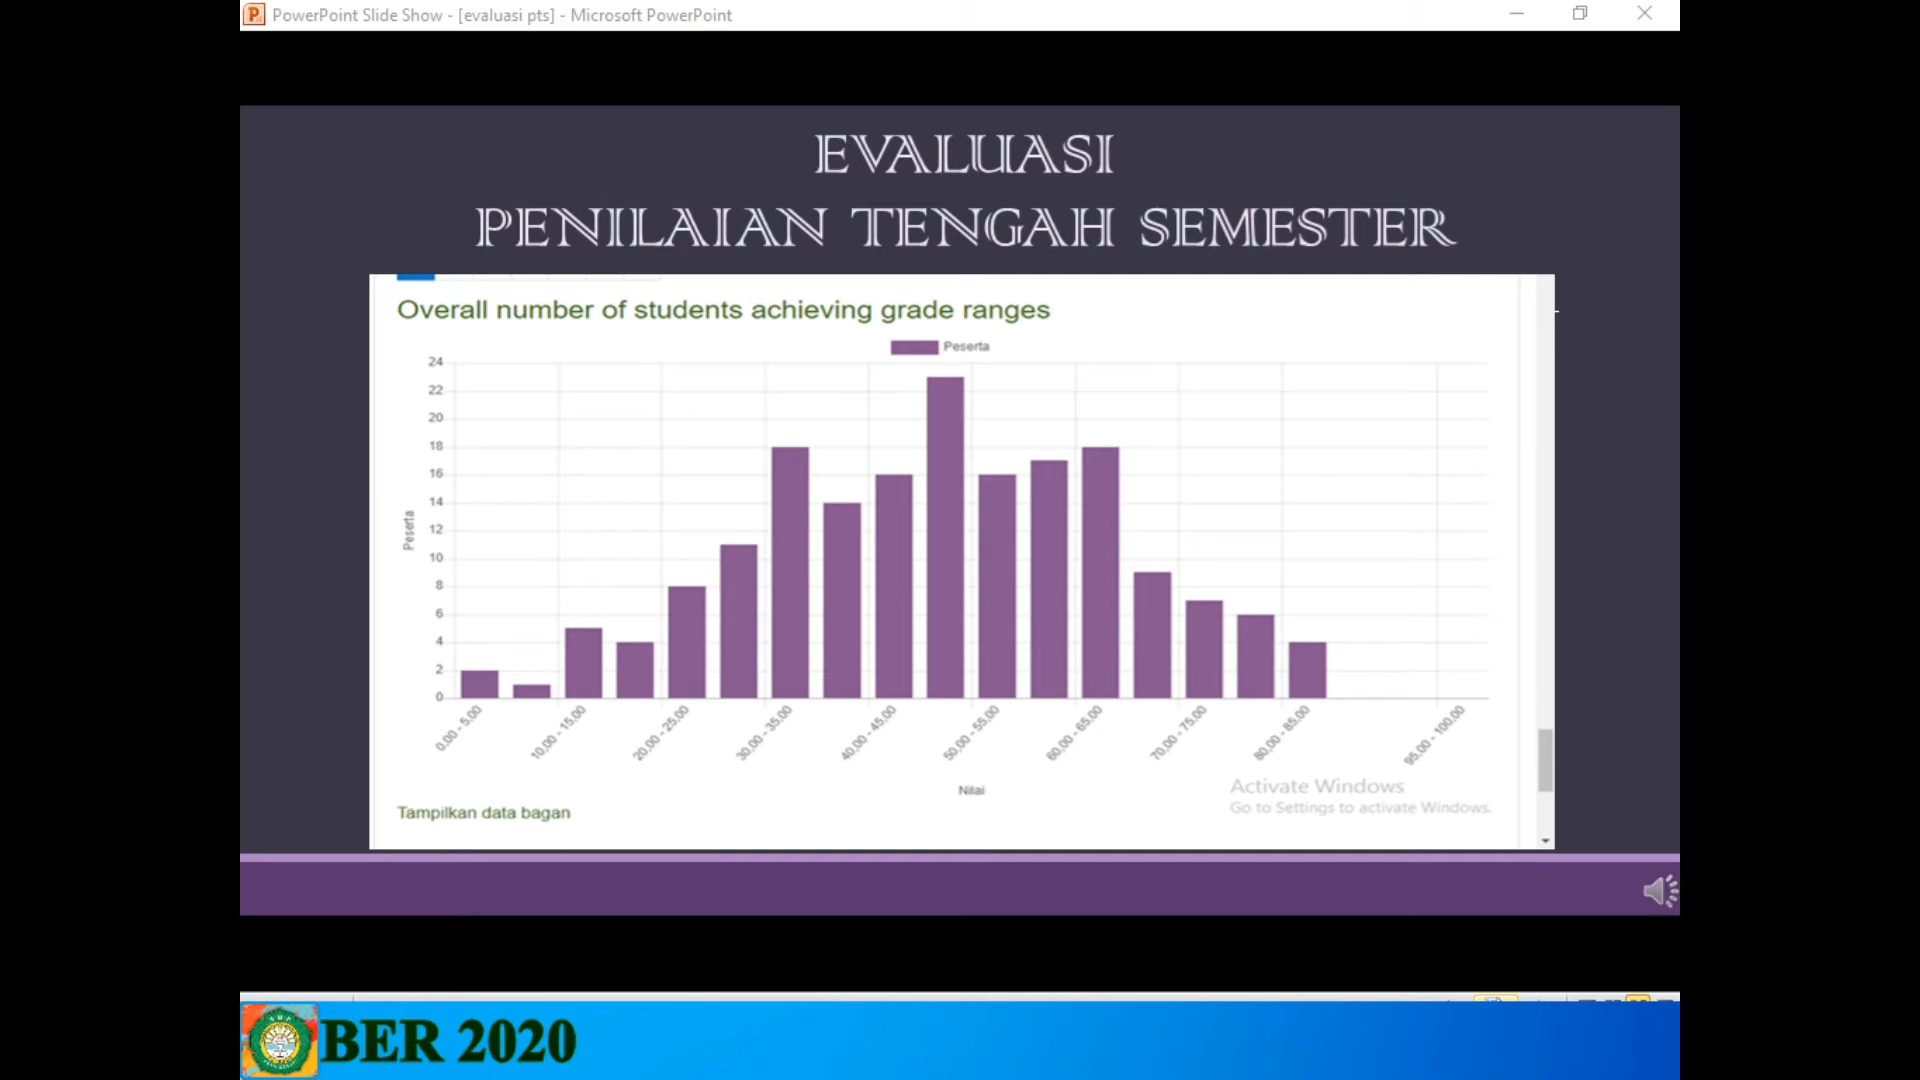 PowerPoint Slide Show - [evaluasi pts] - Microsoft PowerPoint
EVALUASI
PENILAIAN TENGAH SEMESTER
Overall number of students achieving grade ranges
Peserta
24
22
20
18
16
14
12
10
8
6
4
2
0
Peserta
0,00 - 5,00
10,00 - 15,00
20,00 - 25,00
30,00 - 35,00
40,00 - 45,00
50,00 - 55,00
60,00 - 65,00
70,00 - 75,00
80,00 - 85,00
95,00 - 100,00
Nilai
Activate Windows
Go to Settings to activate Windows.
Tampilkan data bagan
BER 2020